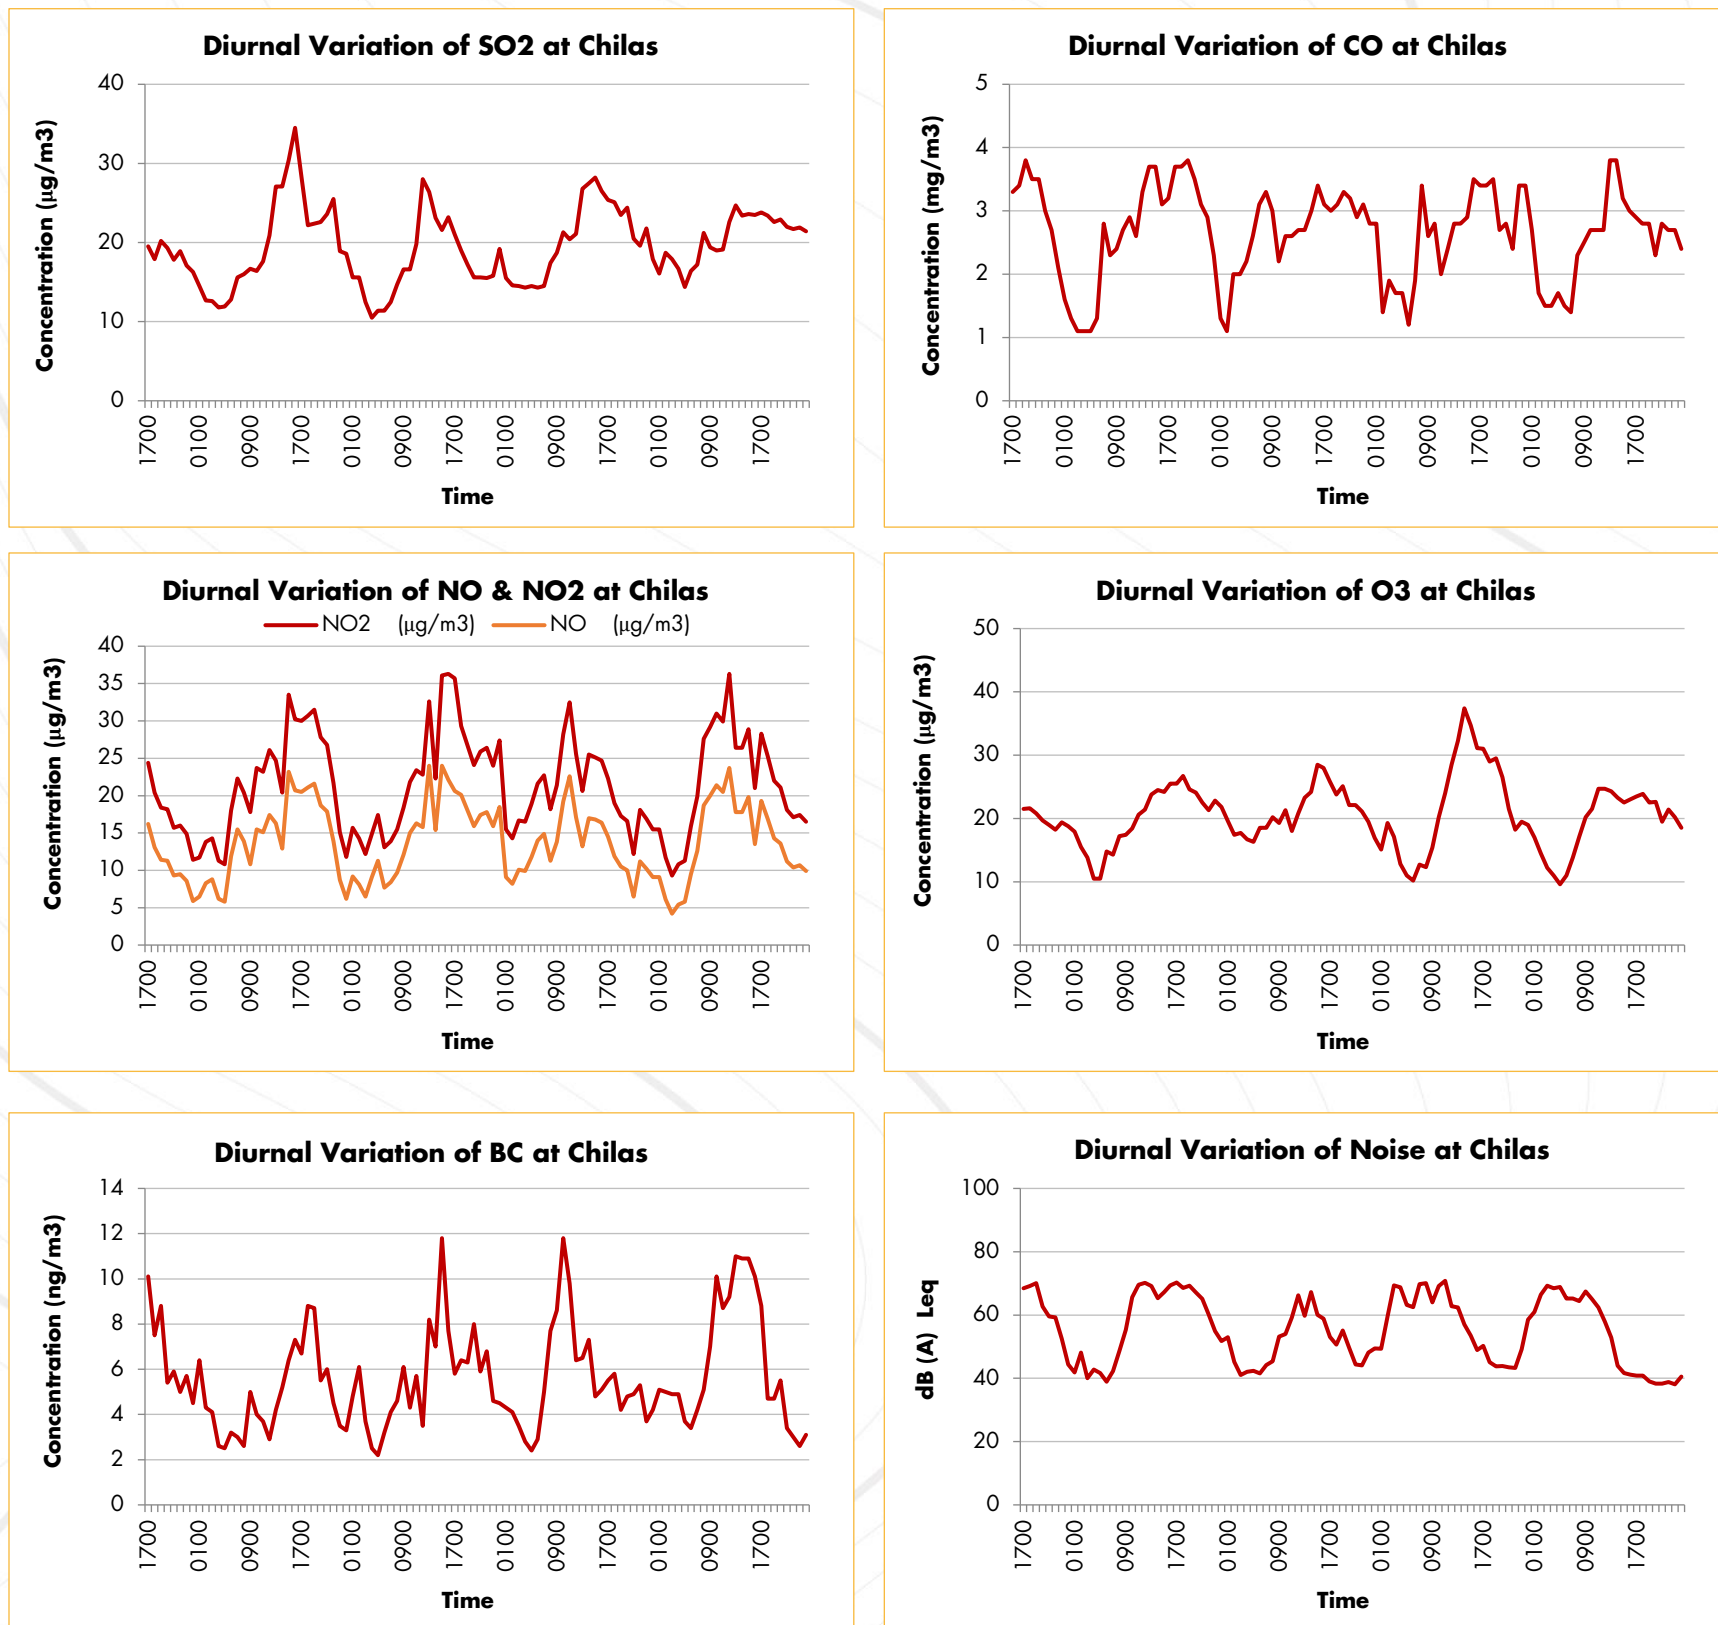 Diurnal Variation of SO2 at Chilas
Concentration (µg/m3)
40
30
20
10
0
1700 0100 0900 1700 0100 0900 1700 0100 0900 1700 0100 0900 1700
Time
Diurnal Variation of CO at Chilas
Concentration (mg/m3)
5
4
3
2
1
0
1700 0100 0900 1700 0100 0900 1700 0100 0900 1700 0100 0900 1700
Time
Diurnal Variation of NO & NO2 at Chilas
NO2 (µg/m3) NO (µg/m3)
Concentration (µg/m3)
40
35
30
25
20
15
10
5
0
1700 0100 0900 1700 0100 0900 1700 0100 0900 1700 0100 0900 1700
Time
Diurnal Variation of O3 at Chilas
Concentration (µg/m3)
50
40
30
20
10
0
1700 0100 0900 1700 0100 0900 1700 0100 0900 1700 0100 0900 1700
Time
Diurnal Variation of BC at Chilas
Concentration (ng/m3)
14
12
10
8
6
4
2
0
1700 0100 0900 1700 0100 0900 1700 0100 0900 1700 0100 0900 1700
Time
Diurnal Variation of Noise at Chilas
dB (A) Leq
100
80
60
40
20
0
1700 0100 0900 1700 0100 0900 1700 0100 0900 1700 0100 0900 1700
Time